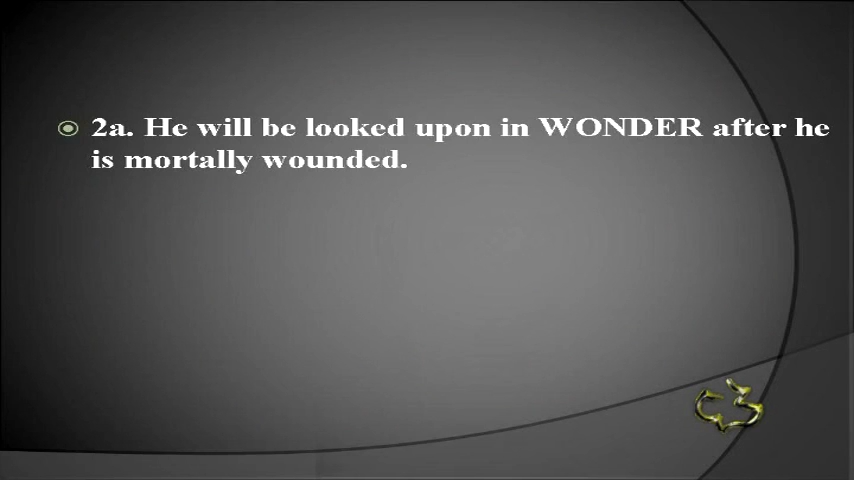 2a. He will be looked upon in WONDER after he
is mortally wounded.